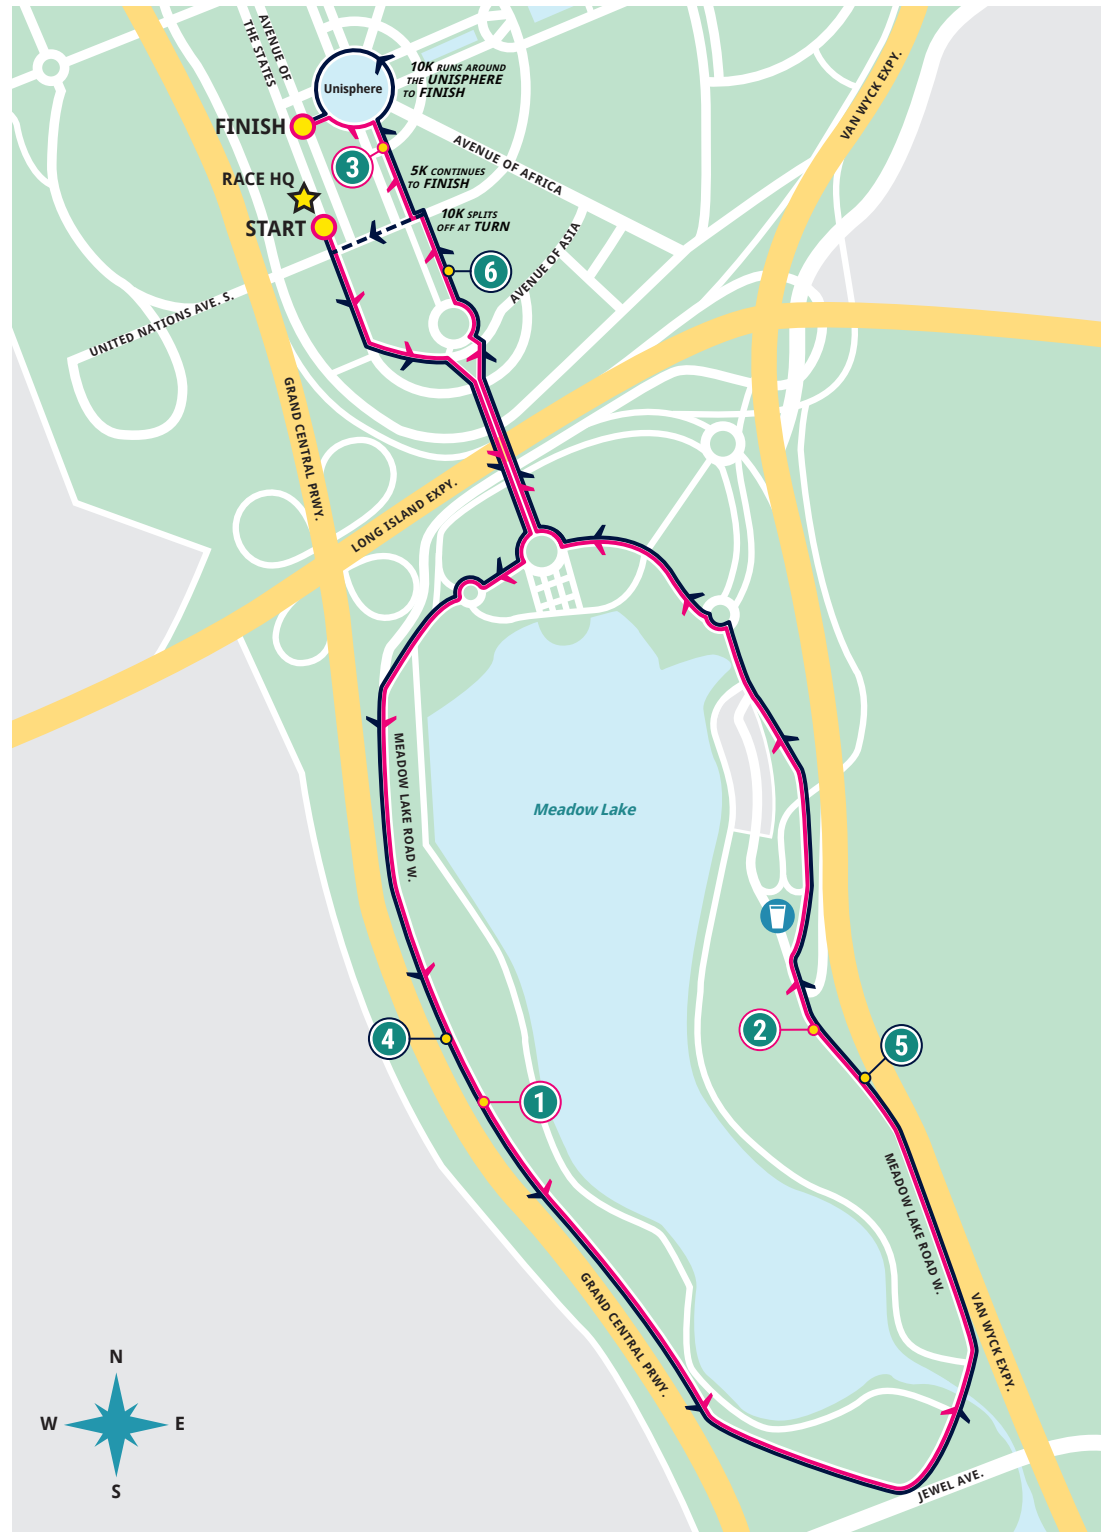 AVENUE OF
THE STATES
10K RUNS AROUND
THE UNISPHERE
TO FINISH
Unisphere
VAN WYCK EXPY.
FINISH
3
AVENUE OF AFRICA
5K CONTINUES
TO FINISH
RACE HQ
START
10K SPLITS
OFF AT TURN
6
AVENUE OF ASIA
UNITED NATIONS AVE. S.
GRAND CENTRAL PRWY.
LONG ISLAND EXPY.
MEADOW LAKE ROAD W.
Meadow Lake
4
2
5
1
MEADOW LAKE ROAD W.
GRAND CENTRAL PRWY.
VAN WYCK EXPY.
N
W
E
S
JEWEL AVE.